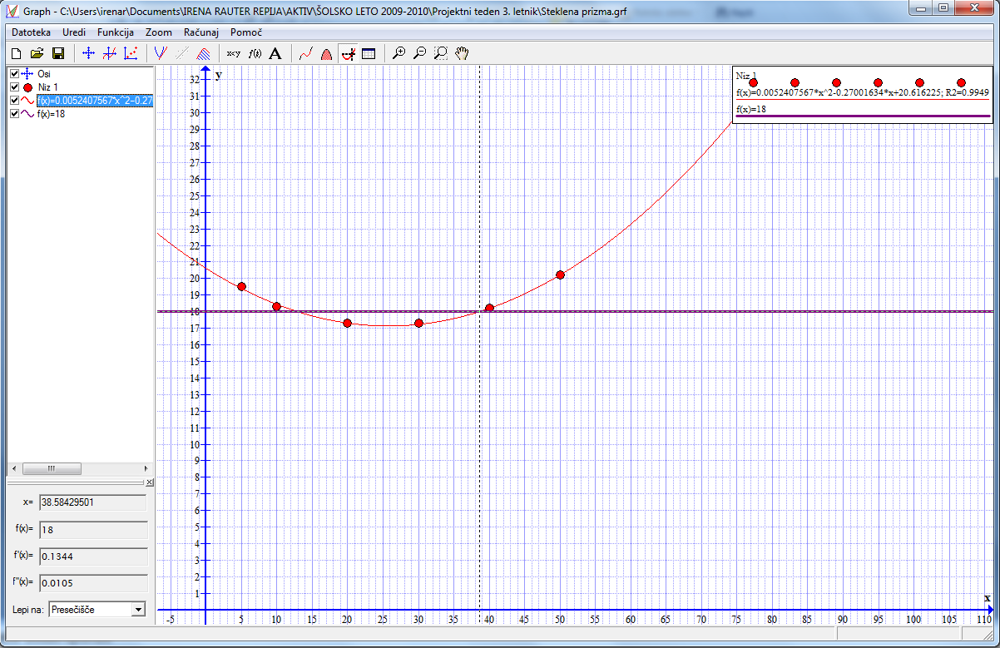 Graph - C:\Users\irenar\Documents\IRENA RAUTER REPIJA\AKTIV\ŠOLSKO LETO 2009-2010\Projektni teden 3. letnik\Steklena prizma.grf
Datoteka Uredi Funkcija Zoom Računaj Pomoč
Osi
Niz 1
f(x)=0.0052407567*x^2-0.27
f(x)=18
x= 38.58429501
f(x)= 18
f'(x)= 0.1344
f''(x)= 0.0105
Lepi na: Presečišče
y
32
31
30
29
28
27
26
25
24
23
22
21
20
19
18
17
16
15
14
13
12
11
10
9
8
7
6
5
4
3
2
1
x
-5 5 10 15 20 25 30 35 40 45 50 55 60 65 70 75 80 85 90 95 100 105 110
Niz 1
f(x)=0.0052407567*x^2-0.27001634*x+20.616225; R2=0.9949
f(x)=18